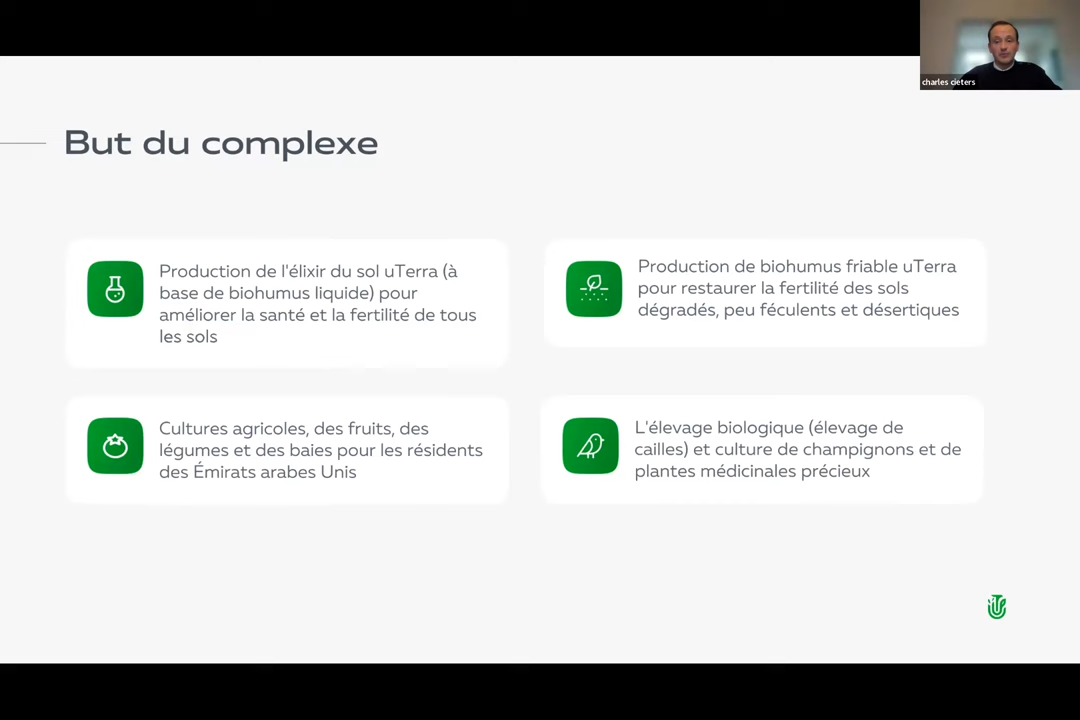 charles cieters
But du complexe
Production de l'élixir du sol uTerra (à
base de biohumus liquide) pour
améliorer la santé et la fertilité de tous
les sols
Production de biohumus friable uTerra
pour restaurer la fertilité des sols
dégradés, peu féculents et désertiques
Cultures agricoles, des fruits, des
légumes et des baies pour les résidents
des Émirats arabes Unis
L'élevage biologique (élevage de
cailles) et culture de champignons et de
plantes médicinales précieux